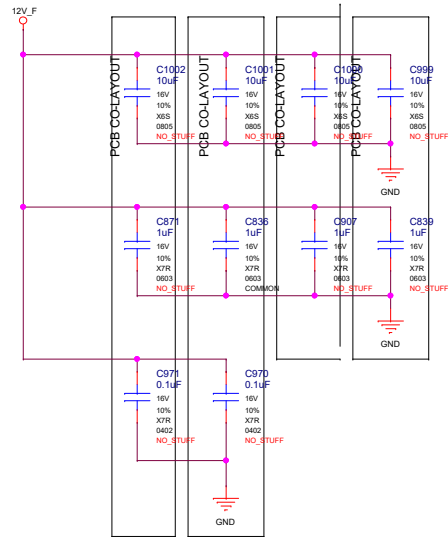 12V_F
PCB CO-LAYOUT
PCB CO-LAYOUT
PCB CO-LAYOUT
PCB CO-LAYOUT
C1002
10uF
16V
10%
X6S
0805
NO_STUFF
C1001
10uF
16V
10%
X6S
0805
NO_STUFF
C1000
10uF
16V
10%
X6S
0805
NO_STUFF
C999
10uF
16V
10%
X6S
0805
NO_STUFF
GND
C871
1uF
16V
10%
X7R
0603
NO_STUFF
C836
1uF
16V
10%
X7R
0603
COMMON
C907
1uF
16V
10%
X7R
0603
NO_STUFF
C839
1uF
16V
10%
X7R
0603
NO_STUFF
GND
C971
0.1uF
16V
10%
X7R
0402
NO_STUFF
C970
0.1uF
16V
10%
X7R
0402
NO_STUFF
GND